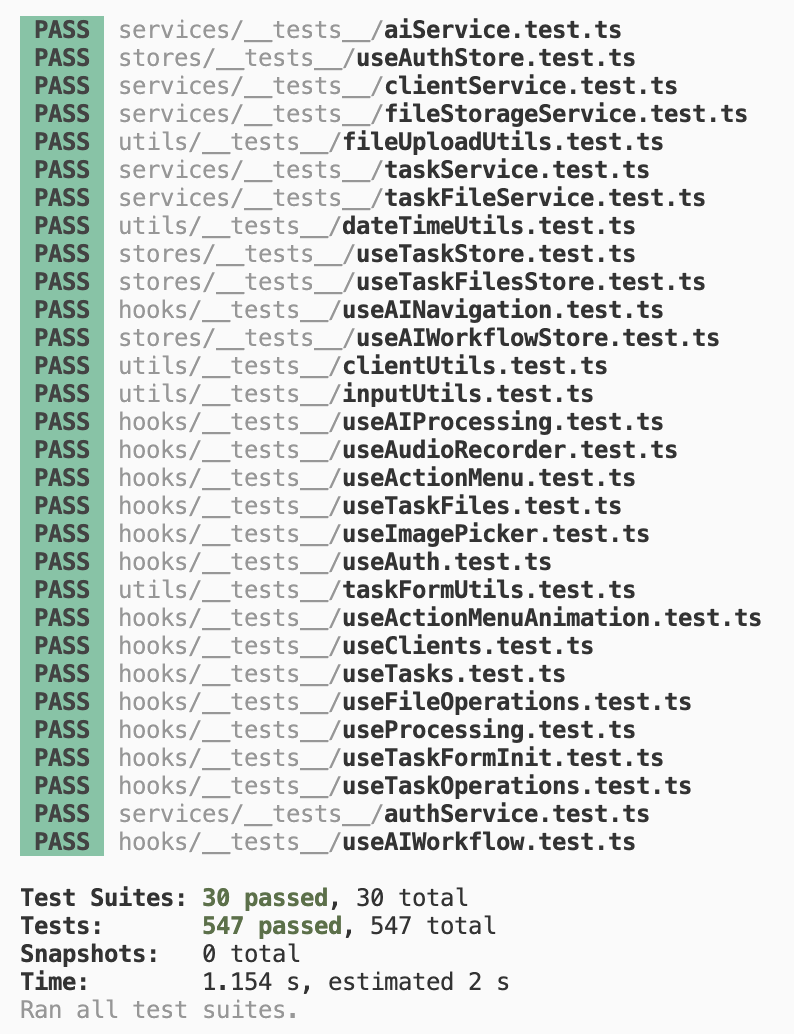 PASS services/__tests__/aiService.test.ts
PASS stores/__tests__/useAuthStore.test.ts
PASS services/__tests__/clientService.test.ts
PASS services/__tests__/fileStorageService.test.ts
PASS utils/__tests__/fileUploadUtils.test.ts
PASS services/__tests__/taskService.test.ts
PASS services/__tests__/taskFileService.test.ts
PASS utils/__tests__/dateTimeUtils.test.ts
PASS stores/__tests__/useTaskStore.test.ts
PASS stores/__tests__/useTaskFilesStore.test.ts
PASS hooks/__tests__/useAINavigation.test.ts
PASS stores/__tests__/useAIWorkflowStore.test.ts
PASS utils/__tests__/clientUtils.test.ts
PASS utils/__tests__/inputUtils.test.ts
PASS hooks/__tests__/useAIProcessing.test.ts
PASS hooks/__tests__/useAudioRecorder.test.ts
PASS hooks/__tests__/useActionMenu.test.ts
PASS hooks/__tests__/useTaskFiles.test.ts
PASS hooks/__tests__/useImagePicker.test.ts
PASS hooks/__tests__/useAuth.test.ts
PASS utils/__tests__/taskFormUtils.test.ts
PASS hooks/__tests__/useActionMenuAnimation.test.ts
PASS hooks/__tests__/useClients.test.ts
PASS hooks/__tests__/useTasks.test.ts
PASS hooks/__tests__/useFileOperations.test.ts
PASS hooks/__tests__/useProcessing.test.ts
PASS hooks/__tests__/useTaskFormInit.test.ts
PASS hooks/__tests__/useTaskOperations.test.ts
PASS services/__tests__/authService.test.ts
PASS hooks/__tests__/useAIWorkflow.test.ts
Test Suites: 30 passed, 30 total
Tests: 547 passed, 547 total
Snapshots: 0 total
Time: 1.154 s, estimated 2 s
Ran all test suites.